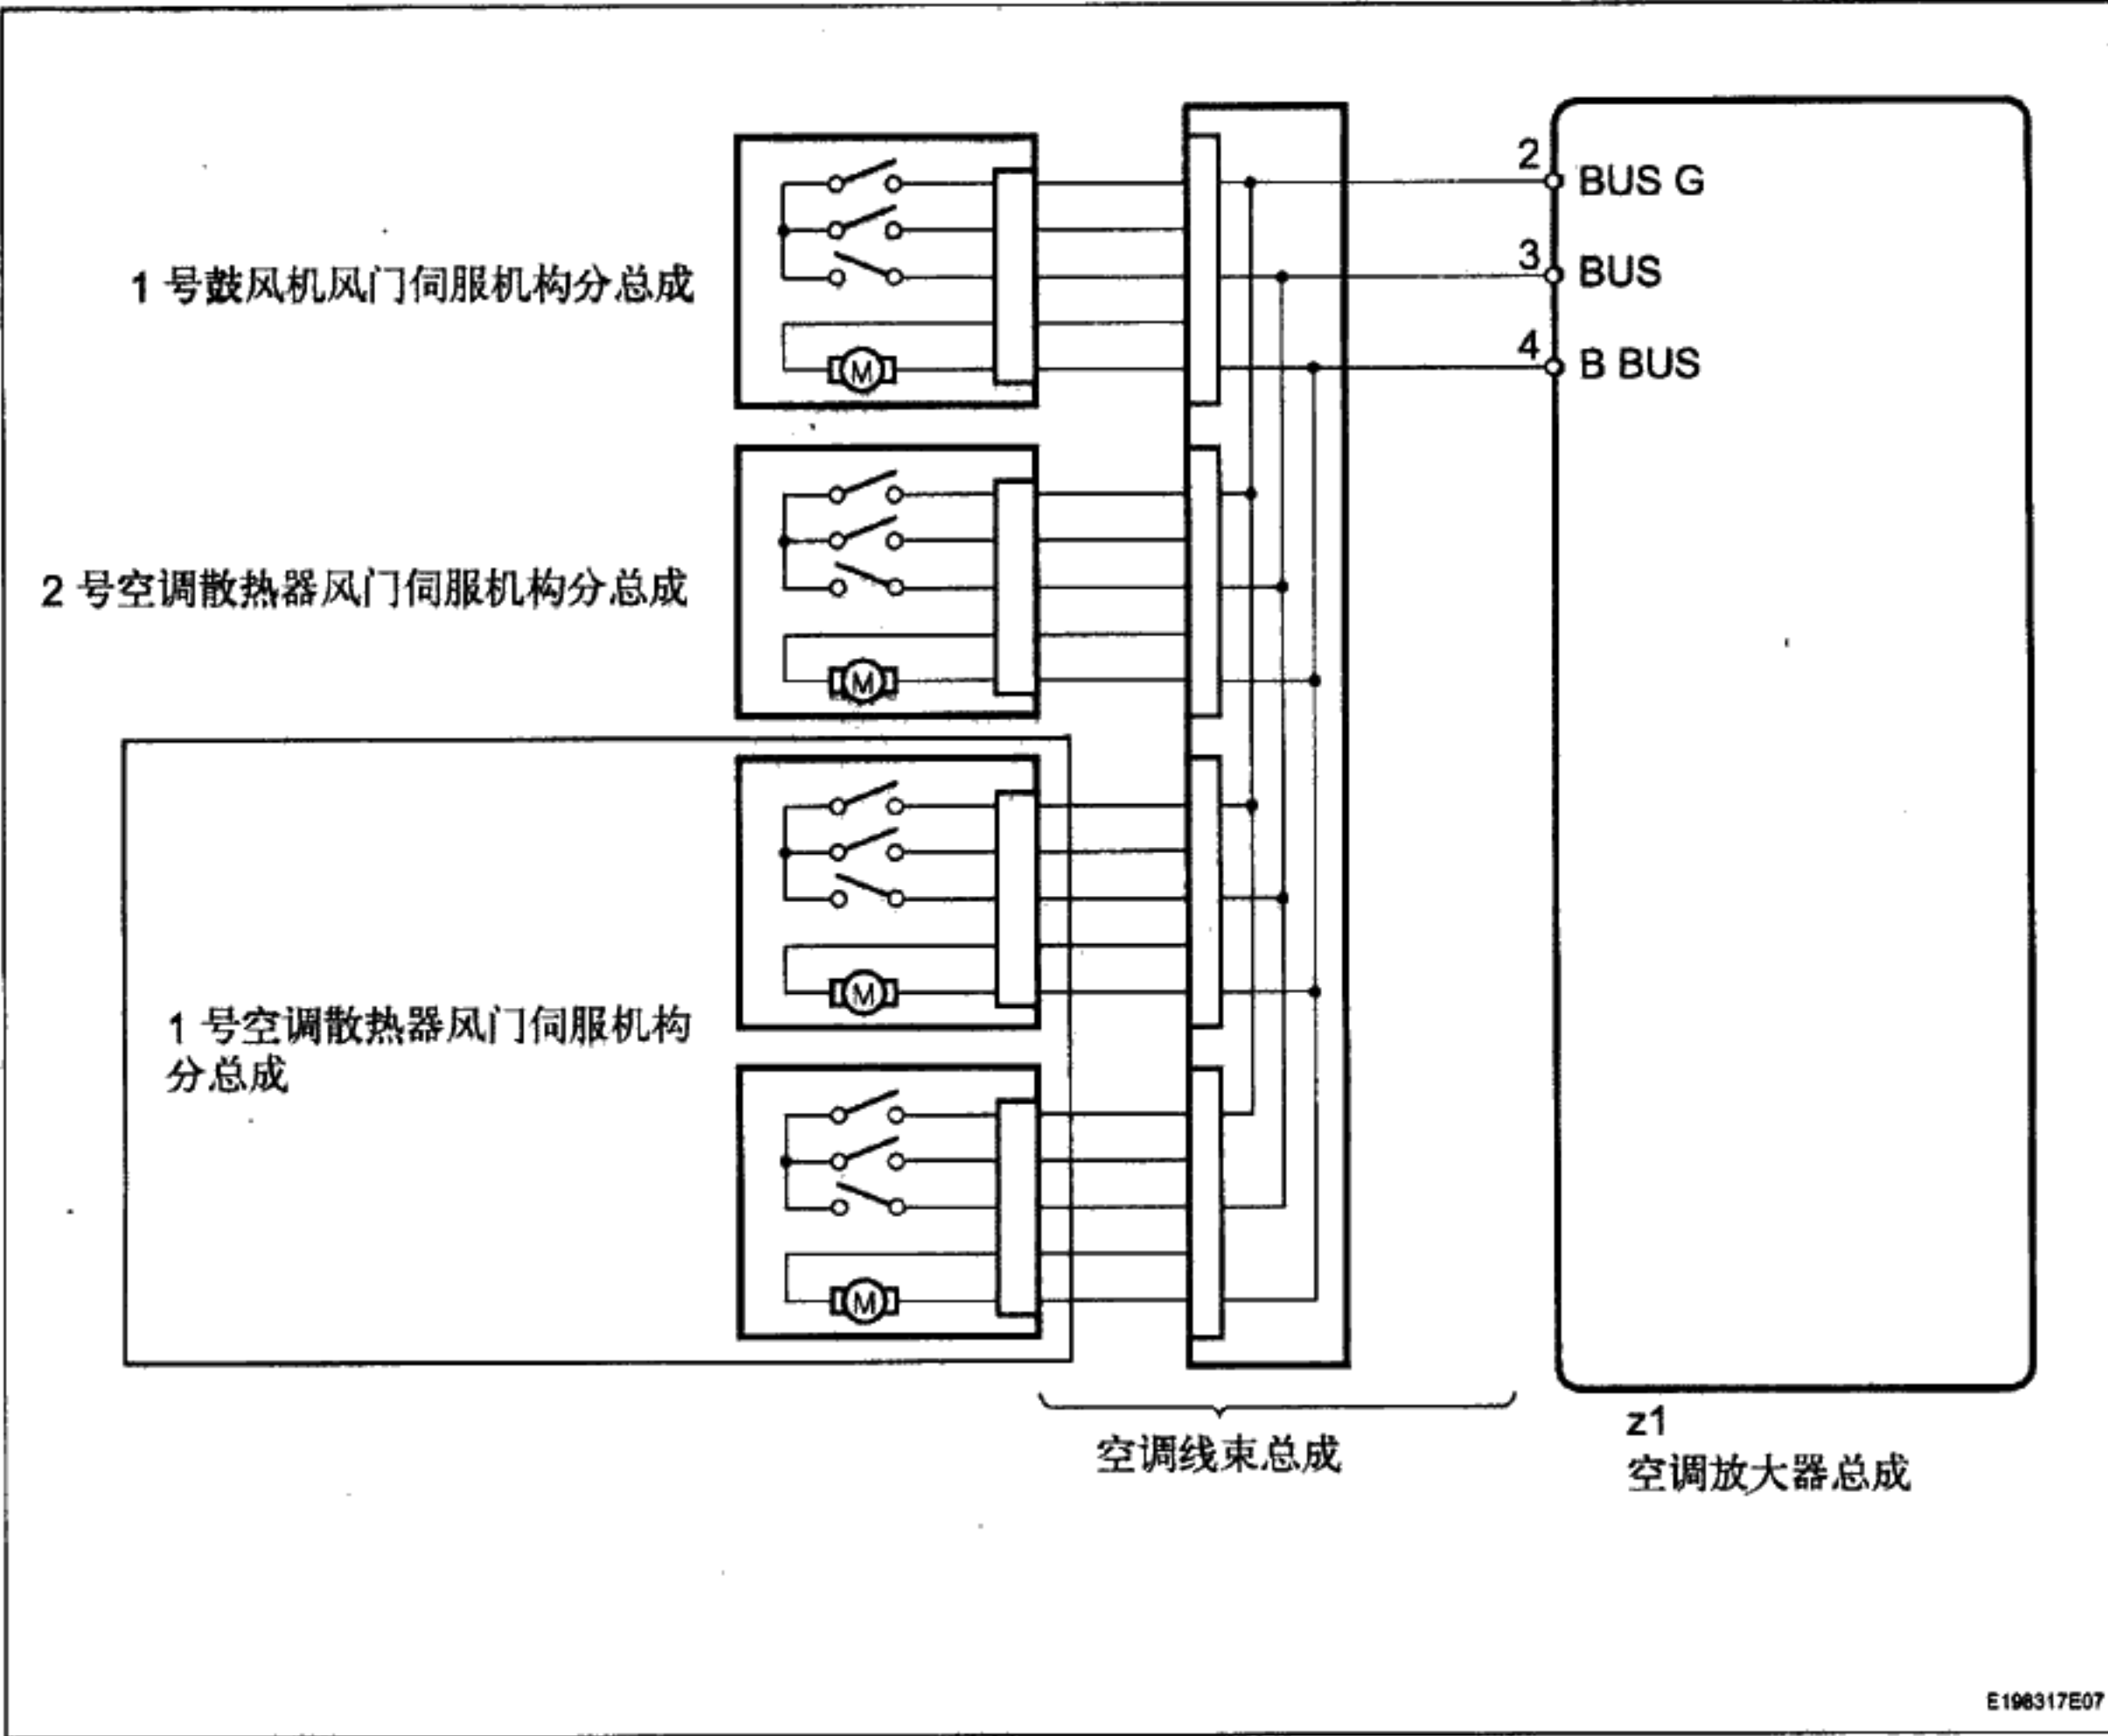 2
BUS G
1 号鼓风机风门伺服机构分总成
3
BUS
4
B BUS
M
2 号空调散热器风门伺服机构分总成
M
M
1 号空调散热器风门伺服机构
分总成
M
空调线束总成
z1
空调放大器总成
E196317E07